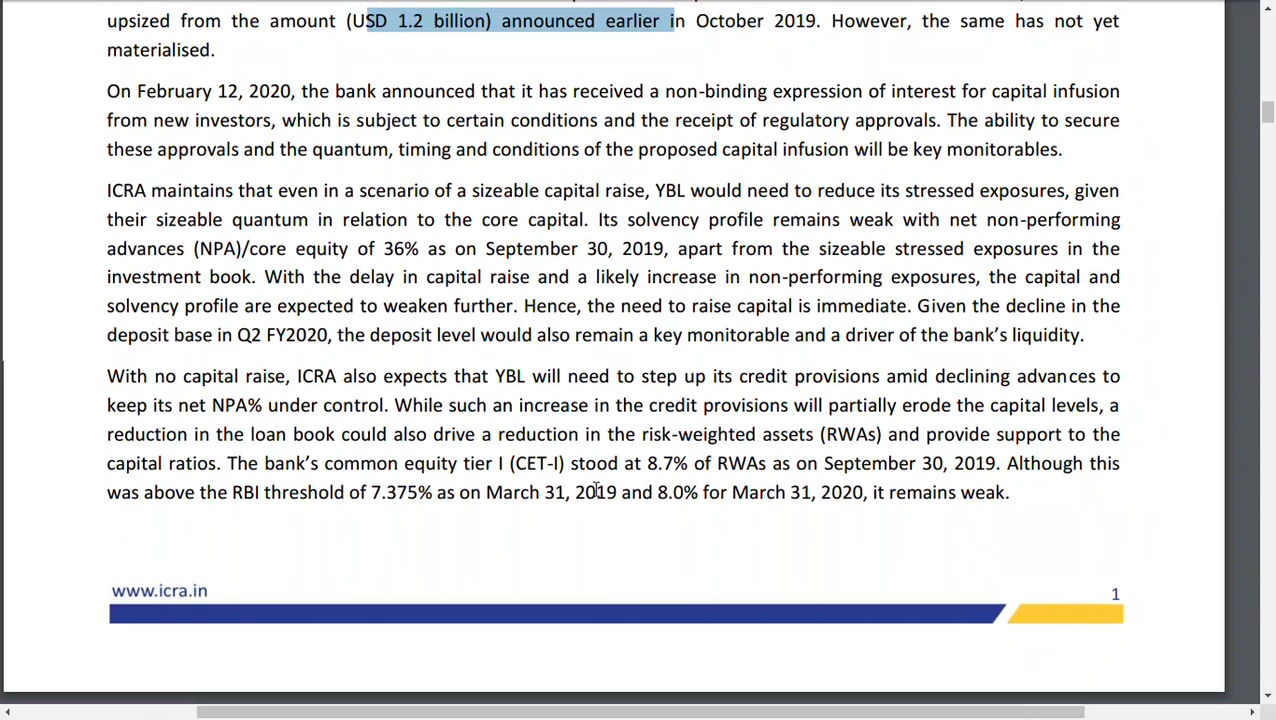 upsized from the amount (USD 1.2 billion) announced earlier in October 2019. However, the same has not yet
materialised.
On February 12, 2020, the bank announced that it has received a non-binding expression of interest for capital infusion
from new investors, which is subject to certain conditions and the receipt of regulatory approvals. The ability to secure
these approvals and the quantum, timing and conditions of the proposed capital infusion will be key monitorables.
ICRA maintains that even in a scenario of a sizeable capital raise, YBL would need to reduce its stressed exposures, given
their sizeable quantum in relation to the core capital. Its solvency profile remains weak with net non-performing
advances (NPA)/core equity of 36% as on September 30, 2019, apart from the sizeable stressed exposures in the
investment book. With the delay in capital raise and a likely increase in non-performing exposures, the capital and
solvency profile are expected to weaken further. Hence, the need to raise capital is immediate. Given the decline in the
deposit base in Q2 FY2020, the deposit level would also remain a key monitorable and a driver of the bank’s liquidity.
With no capital raise, ICRA also expects that YBL will need to step up its credit provisions amid declining advances to
keep its net NPA% under control. While such an increase in the credit provisions will partially erode the capital levels, a
reduction in the loan book could also drive a reduction in the risk-weighted assets (RWAs) and provide support to the
capital ratios. The bank’s common equity tier I (CET-I) stood at 8.7% of RWAs as on September 30, 2019. Although this
was above the RBI threshold of 7.375% as on March 31, 2019 and 8.0% for March 31, 2020, it remains weak.
www.icra.in
1